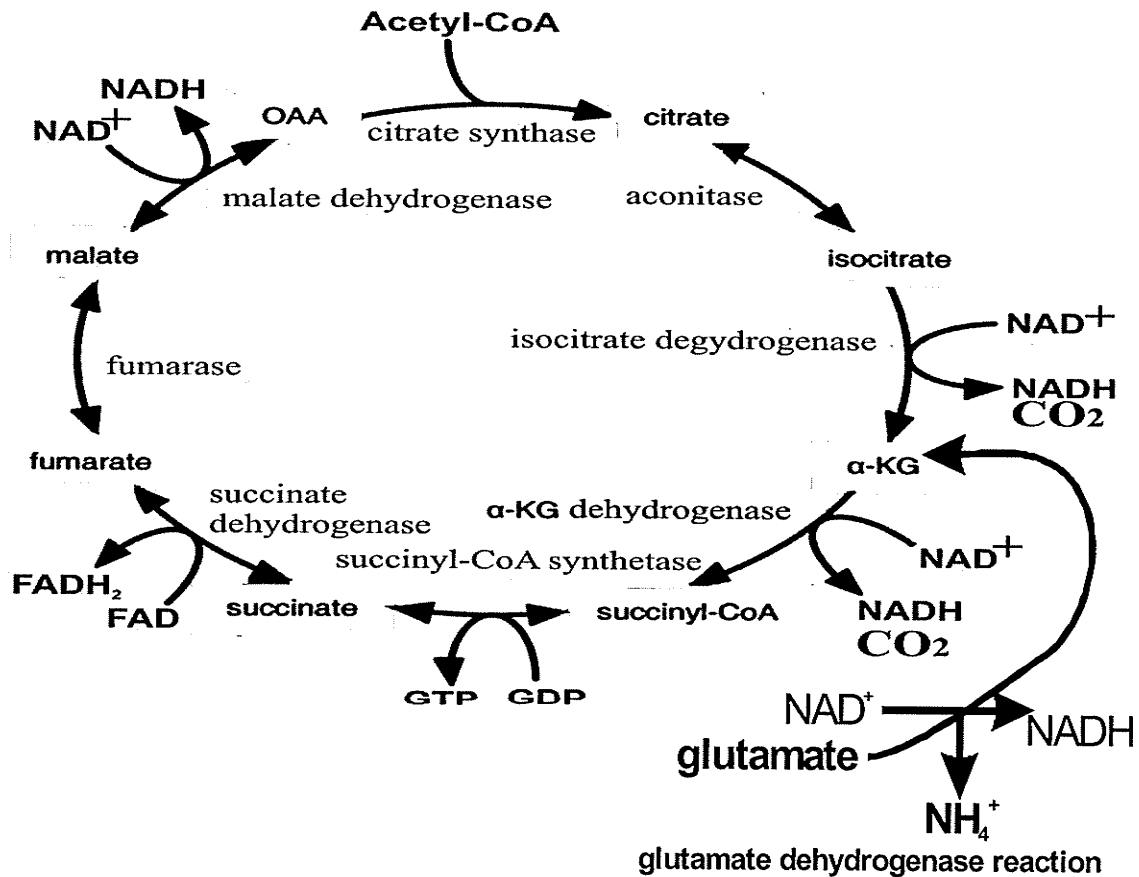 Acetyl-CoA
NADH
NAD+
OAA
citrate synthase
citrate
malate dehydrogenase
aconitase
malate
isocitrate
isocitrate degydrogenase
NAD+
NADH
CO2
fumarase
fumarate
α-KG
succinate
dehydrogenase
α-KG dehydrogenase
succinyl-CoA synthetase
NAD+
FADH2
FAD
succinate
succinyl-CoA
NADH
CO2
GTP
GDP
NAD+
NADH
glutamate
NH4+
glutamate dehydrogenase reaction